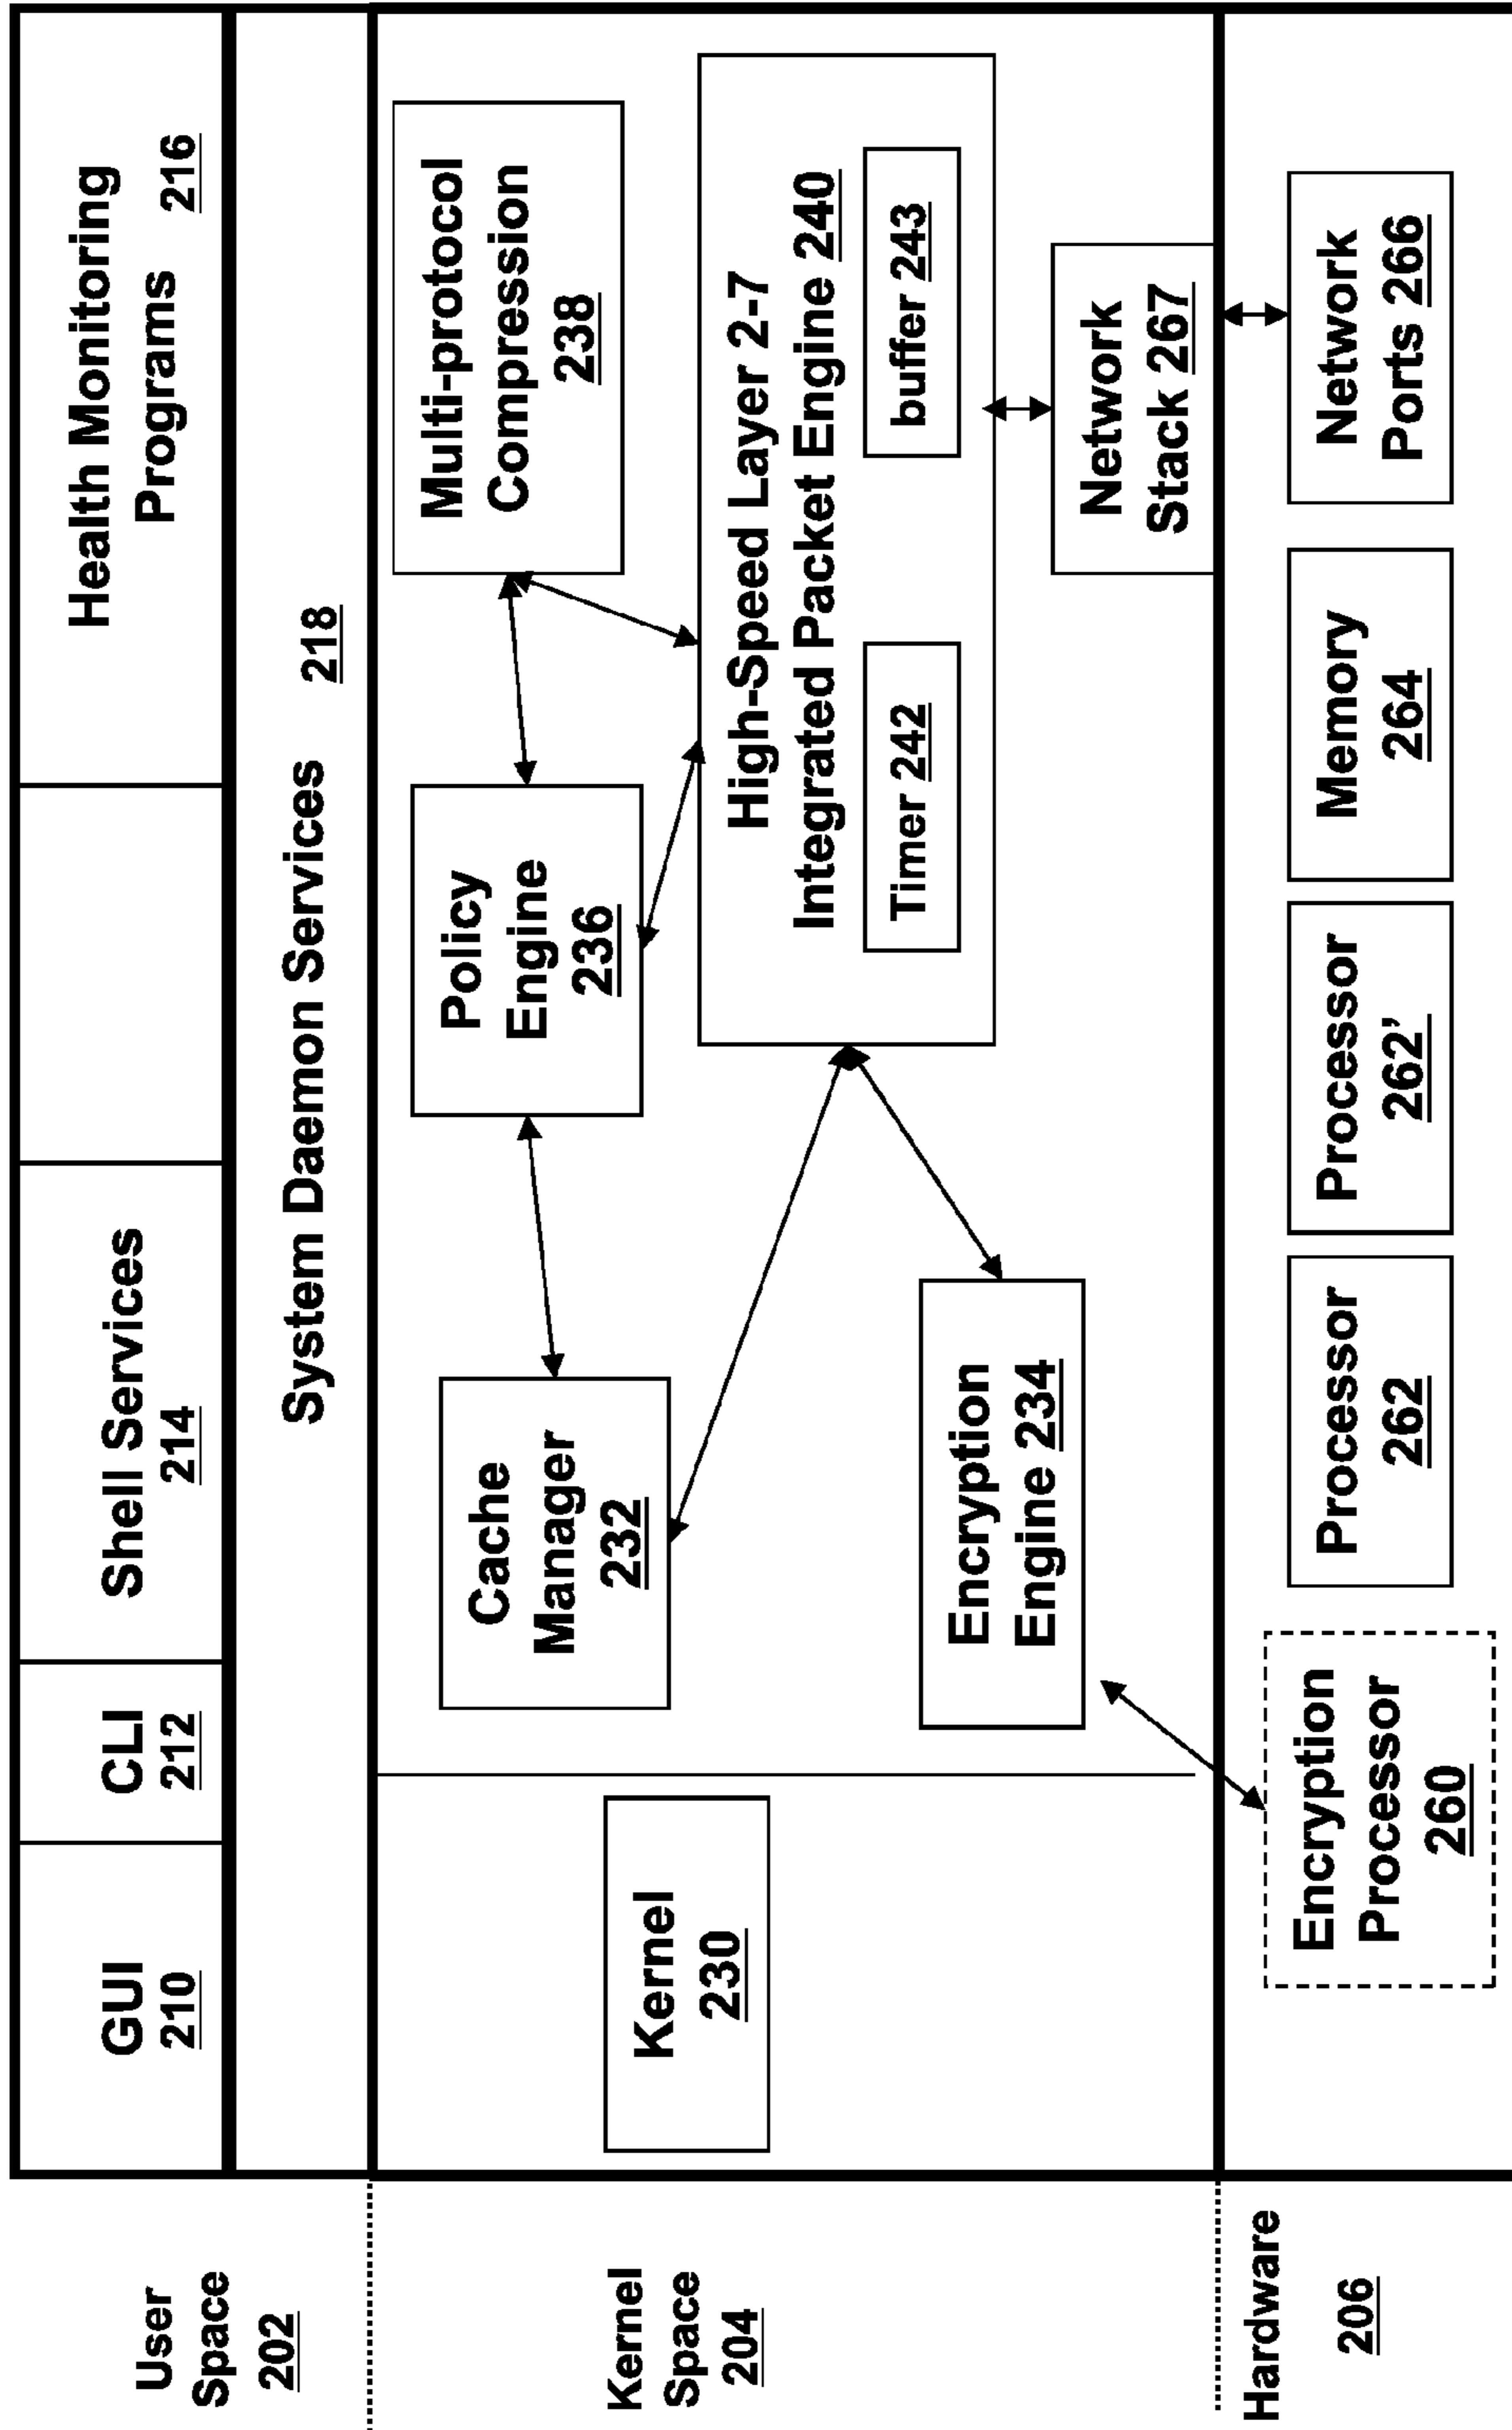 User
Space
202
GUI
210
CLI
212
Shell Services
214
Health Monitoring
Programs 216
System Daemon Services 218
Kernel
Space
204
Kernel
230
Cache
Manager
232
Policy
Engine
236
Multi-protocol
Compression
238
High-Speed Layer 2-7
Integrated Packet Engine 240
Timer 242
buffer 243
Encryption
Engine 234
Network
Stack 267
Hardware
206
Encryption
Processor
260
Processor
262
Processor
262’
Memory
264
Network
Ports 266